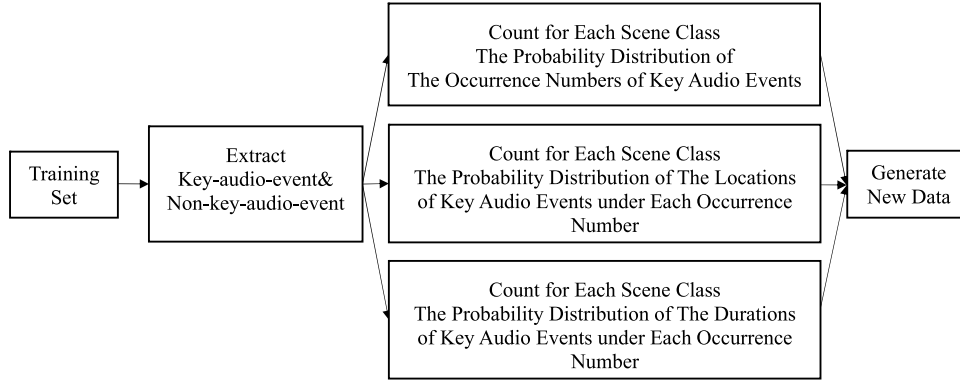 Training
Set
Extract
Key-audio-event&
Non-key-audio-event
Count for Each Scene Class
The Probability Distribution of
The Occurrence Numbers of Key Audio Events
Count for Each Scene Class
The Probability Distribution of The Locations
of Key Audio Events under Each Occurrence
Number
Count for Each Scene Class
The Probability Distribution of The Durations
of Key Audio Events under Each Occurrence
Number
Generate
New Data